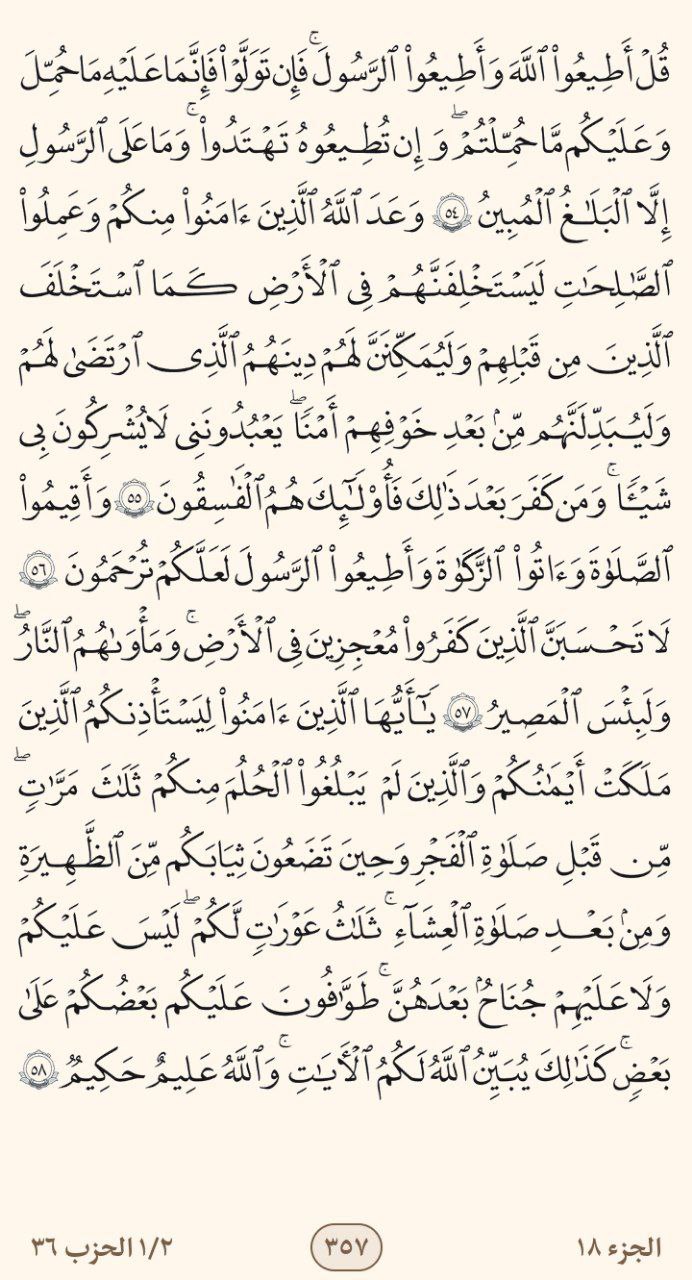 قُلۡ أَطِيعُواْ ٱللَّهَ وَأَطِيعُواْ ٱلرَّسُولَۖ فَإِن تَوَلَّوۡاْ فَإِنَّمَا عَلَيۡهِ مَا حُمِّلَ
وَعَلَيۡكُم مَّا حُمِّلۡتُمۡۖ وَإِن تُطِيعُوهُ تَهۡتَدُواْۚ وَمَا عَلَى ٱلرَّسُولِ
إِلَّا ٱلۡبَلَٰغُ ٱلۡمُبِينُ ٥٤ وَعَدَ ٱللَّهُ ٱلَّذِينَ ءَامَنُواْ مِنكُمۡ وَعَمِلُواْ
ٱلصَّٰلِحَٰتِ لَيَسۡتَخۡلِفَنَّهُمۡ فِي ٱلۡأَرۡضِ كَمَا ٱسۡتَخۡلَفَ
ٱلَّذِينَ مِن قَبۡلِهِمۡ وَلَيُمَكِّنَنَّ لَهُمۡ دِينَهُمُ ٱلَّذِي ٱرۡتَضَىٰ لَهُمۡ
وَلَيُبَدِّلَنَّهُم مِّنۢ بَعۡدِ خَوۡفِهِمۡ أَمۡنٗاۖ يَعۡبُدُونَنِي لَا يُشۡرِكُونَ بِي
شَيۡـٔٗاۚ وَمَن كَفَرَ بَعۡدَ ذَٰلِكَ فَأُوْلَٰٓئِكَ هُمُ ٱلۡفَٰسِقُونَ ٥٥ وَأَقِيمُواْ
ٱلصَّلَوٰةَ وَءَاتُواْ ٱلزَّكَوٰةَ وَأَطِيعُواْ ٱلرَّسُولَ لَعَلَّكُمۡ تُرۡحَمُونَ ٥٦
لَا تَحۡسَبَنَّ ٱلَّذِينَ كَفَرُواْ مُعۡجِزِينَ فِي ٱلۡأَرۡضِۚ وَمَأۡوَىٰهُمُ ٱلنَّارُۖ
وَلَبِئۡسَ ٱلۡمَصِيرُ ٥٧ يَٰٓأَيُّهَا ٱلَّذِينَ ءَامَنُواْ لِيَسۡتَـٔۡذِنكُمُ ٱلَّذِينَ
مَلَكَتۡ أَيۡمَٰنُكُمۡ وَٱلَّذِينَ لَمۡ يَبۡلُغُواْ ٱلۡحُلُمَ مِنكُمۡ ثَلَٰثَ مَرَّٰتٖۖ
مِّن قَبۡلِ صَلَوٰةِ ٱلۡفَجۡرِ وَحِينَ تَضَعُونَ ثِيَابَكُم مِّنَ ٱلظَّهِيرَةِ
وَمِنۢ بَعۡدِ صَلَوٰةِ ٱلۡعِشَآءِۚ ثَلَٰثُ عَوۡرَٰتٖ لَّكُمۡۖ لَيۡسَ عَلَيۡكُمۡ
وَلَا عَلَيۡهِمۡ جُنَاحُۢ بَعۡدَهُنَّۚ طَوَّٰفُونَ عَلَيۡكُم بَعۡضُكُمۡ عَلَىٰ
بَعۡضٖۚ كَذَٰلِكَ يُبَيِّنُ ٱللَّهُ لَكُمُ ٱلۡأٓيَٰتِۚ وَٱللَّهُ عَلِيمٌ حَكِيمٞ ٥٨
الجزء ١٨ ٣٥٧ ١/٢ الحزب ٣٦